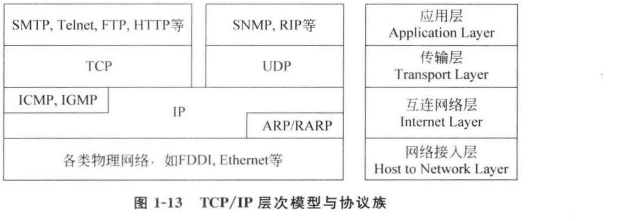 SMTP, Telnet, FTP, HTTP等
SNMP, RIP等
应用层
Application Layer
TCP
UDP
传输层
Transport Layer
ICMP, IGMP
IP
ARP/RARP
互连网络层
Internet Layer
各类物理网络，如FDDI, Ethernet等
网络接入层
Host to Network Layer
图 1-13 TCP/IP 层次模型与协议族